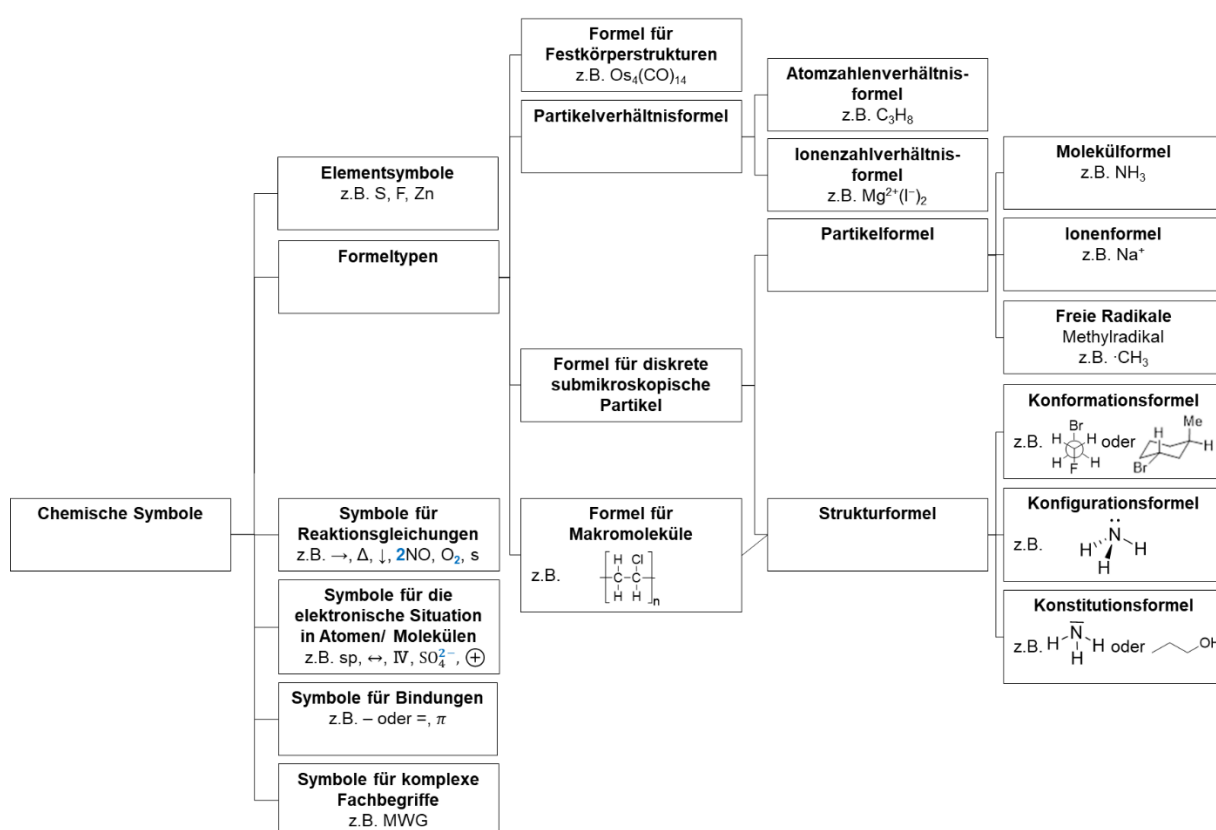 Chemische Symbole
Elementsymbole
z.B. S, F, Zn
Formeltypen
Symbole für
Reaktionsgleichungen
z.B. →, Δ, ↓, 2NO, O₂, s
Symbole für die
elektronische Situation
in Atomen/ Molekülen
z.B. sp, ↔, Ⅳ, SO₄²⁻, ⊕
Symbole für Bindungen
z.B. – oder =, π
Symbole für komplexe
Fachbegriffe
z.B. MWG
Formel für
Festkörperstrukturen
z.B. Os₄(CO)₁₄
Partikelverhältnisformel
Formel für diskrete
submikroskopische
Partikel
Formel für
Makromoleküle
z.B.
H Cl
C C
H H n
Atomzahlenverhältnis-
formel
z.B. C₃H₈
Ionenzahlverhältnis-
formel
z.B. Mg²⁺(I⁻)₂
Partikelformel
Strukturformel
Molekülformel
z.B. NH₃
Ionenformel
z.B. Na⁺
Freie Radikale
Methylradikal
z.B. ·CH₃
Konformationsformel
z.B. H Br H H F H oder H Me H Br
Konfigurationsformel
z.B. H N H H
Konstitutionsformel
z.B. H N H H oder OH